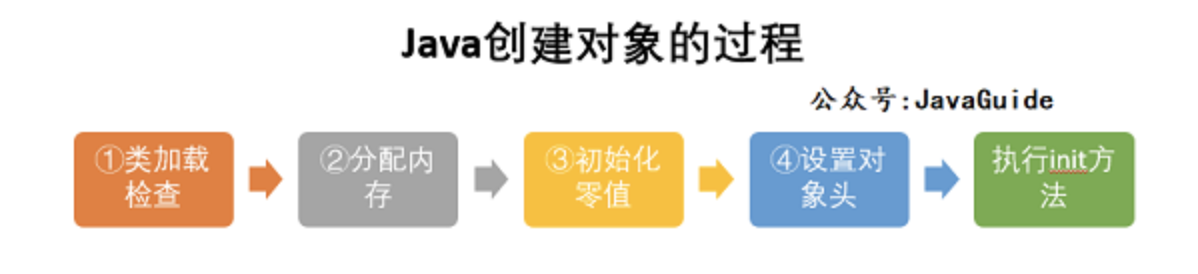 Java创建对象的过程
公众号:JavaGuide
①类加载
检查
②分配内
存
③初始化
零值
④设置对
象头
执行init方
法